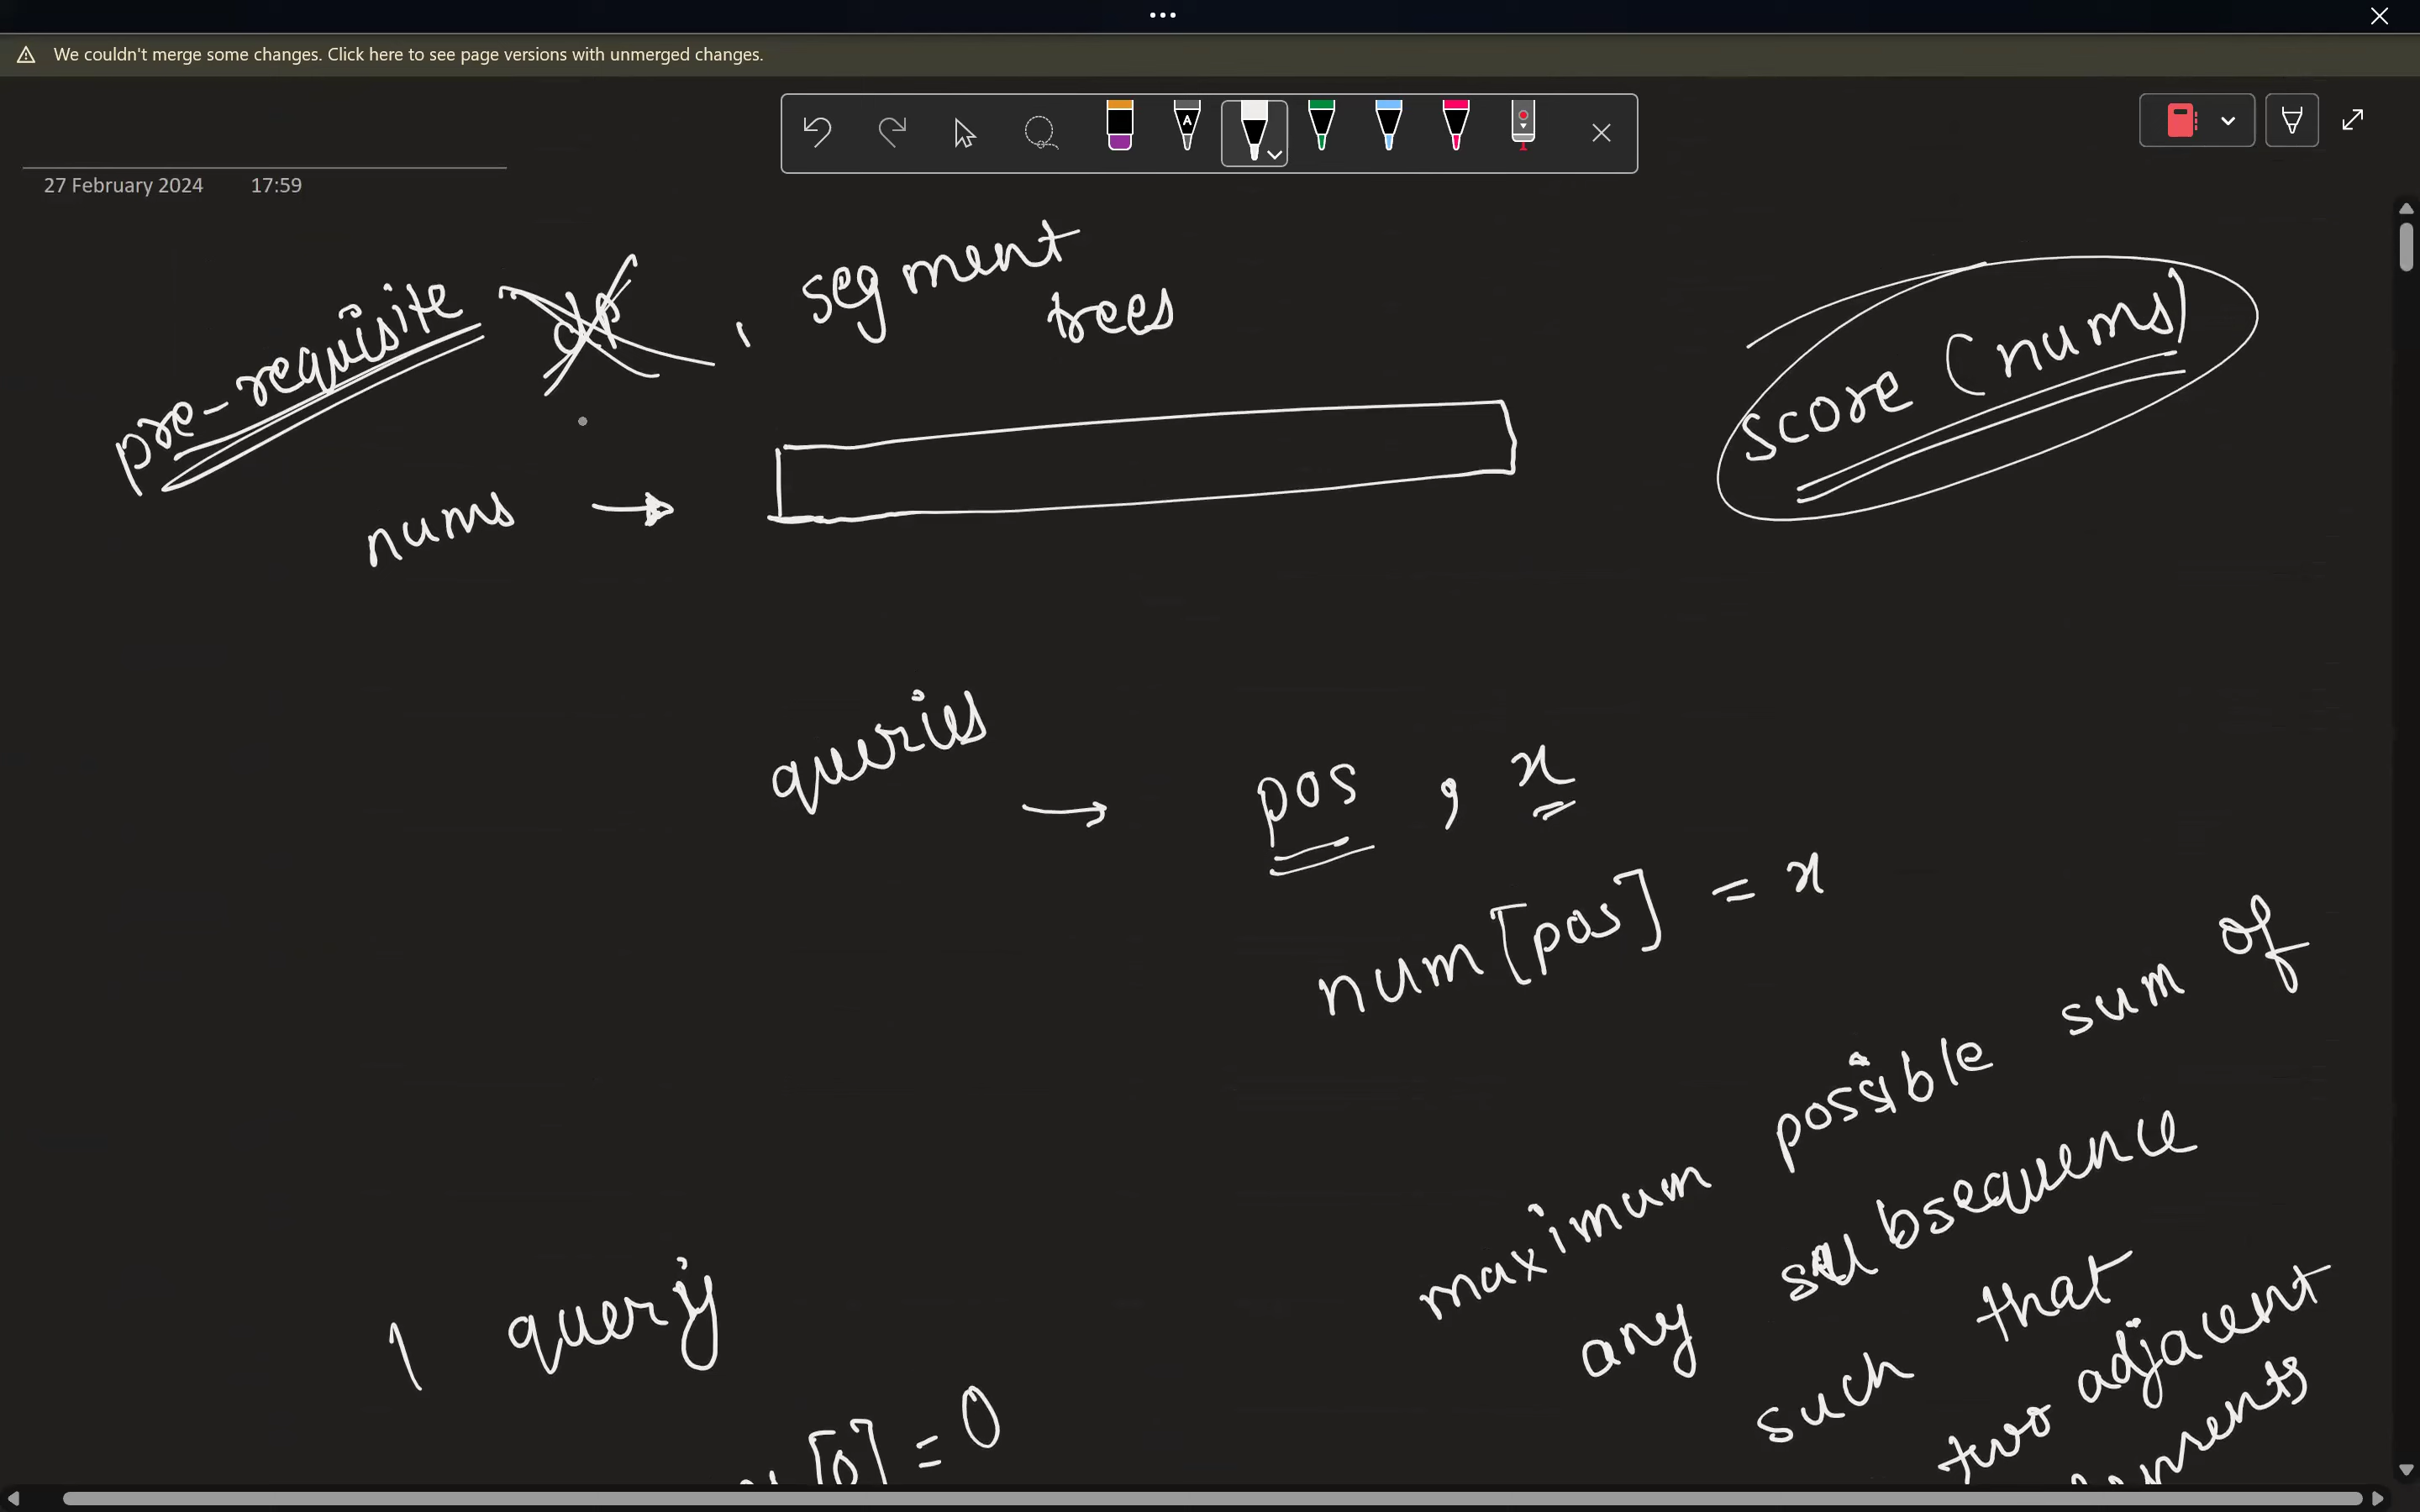 We couldn't merge some changes. Click here to see page versions with unmerged changes.
A
27 February 2024 17:59
pre-requisite dp , segment
trees
score (nums)
nums →
queries → pos , x
num[pos] = x
maximum possible sum of
any subsequence
such that
two adjacent
1 query
[0] = 0